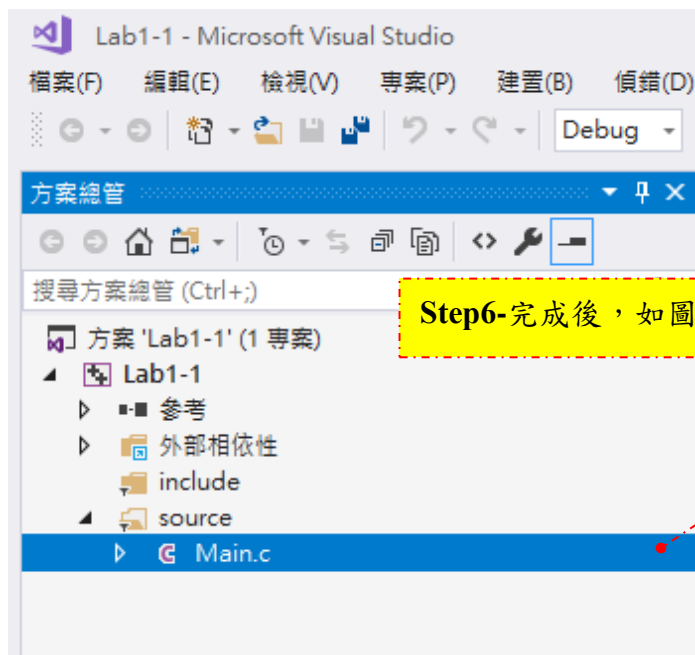 Lab1-1 - Microsoft Visual Studio
檔案(F) 編輯(E) 檢視(V) 專案(P) 建置(B) 偵錯(D)
Debug
方案總管
搜尋方案總管 (Ctrl+;)
Step6-完成後，如圖
方案 'Lab1-1' (1 專案)
Lab1-1
參考
外部相依性
include
source
Main.c